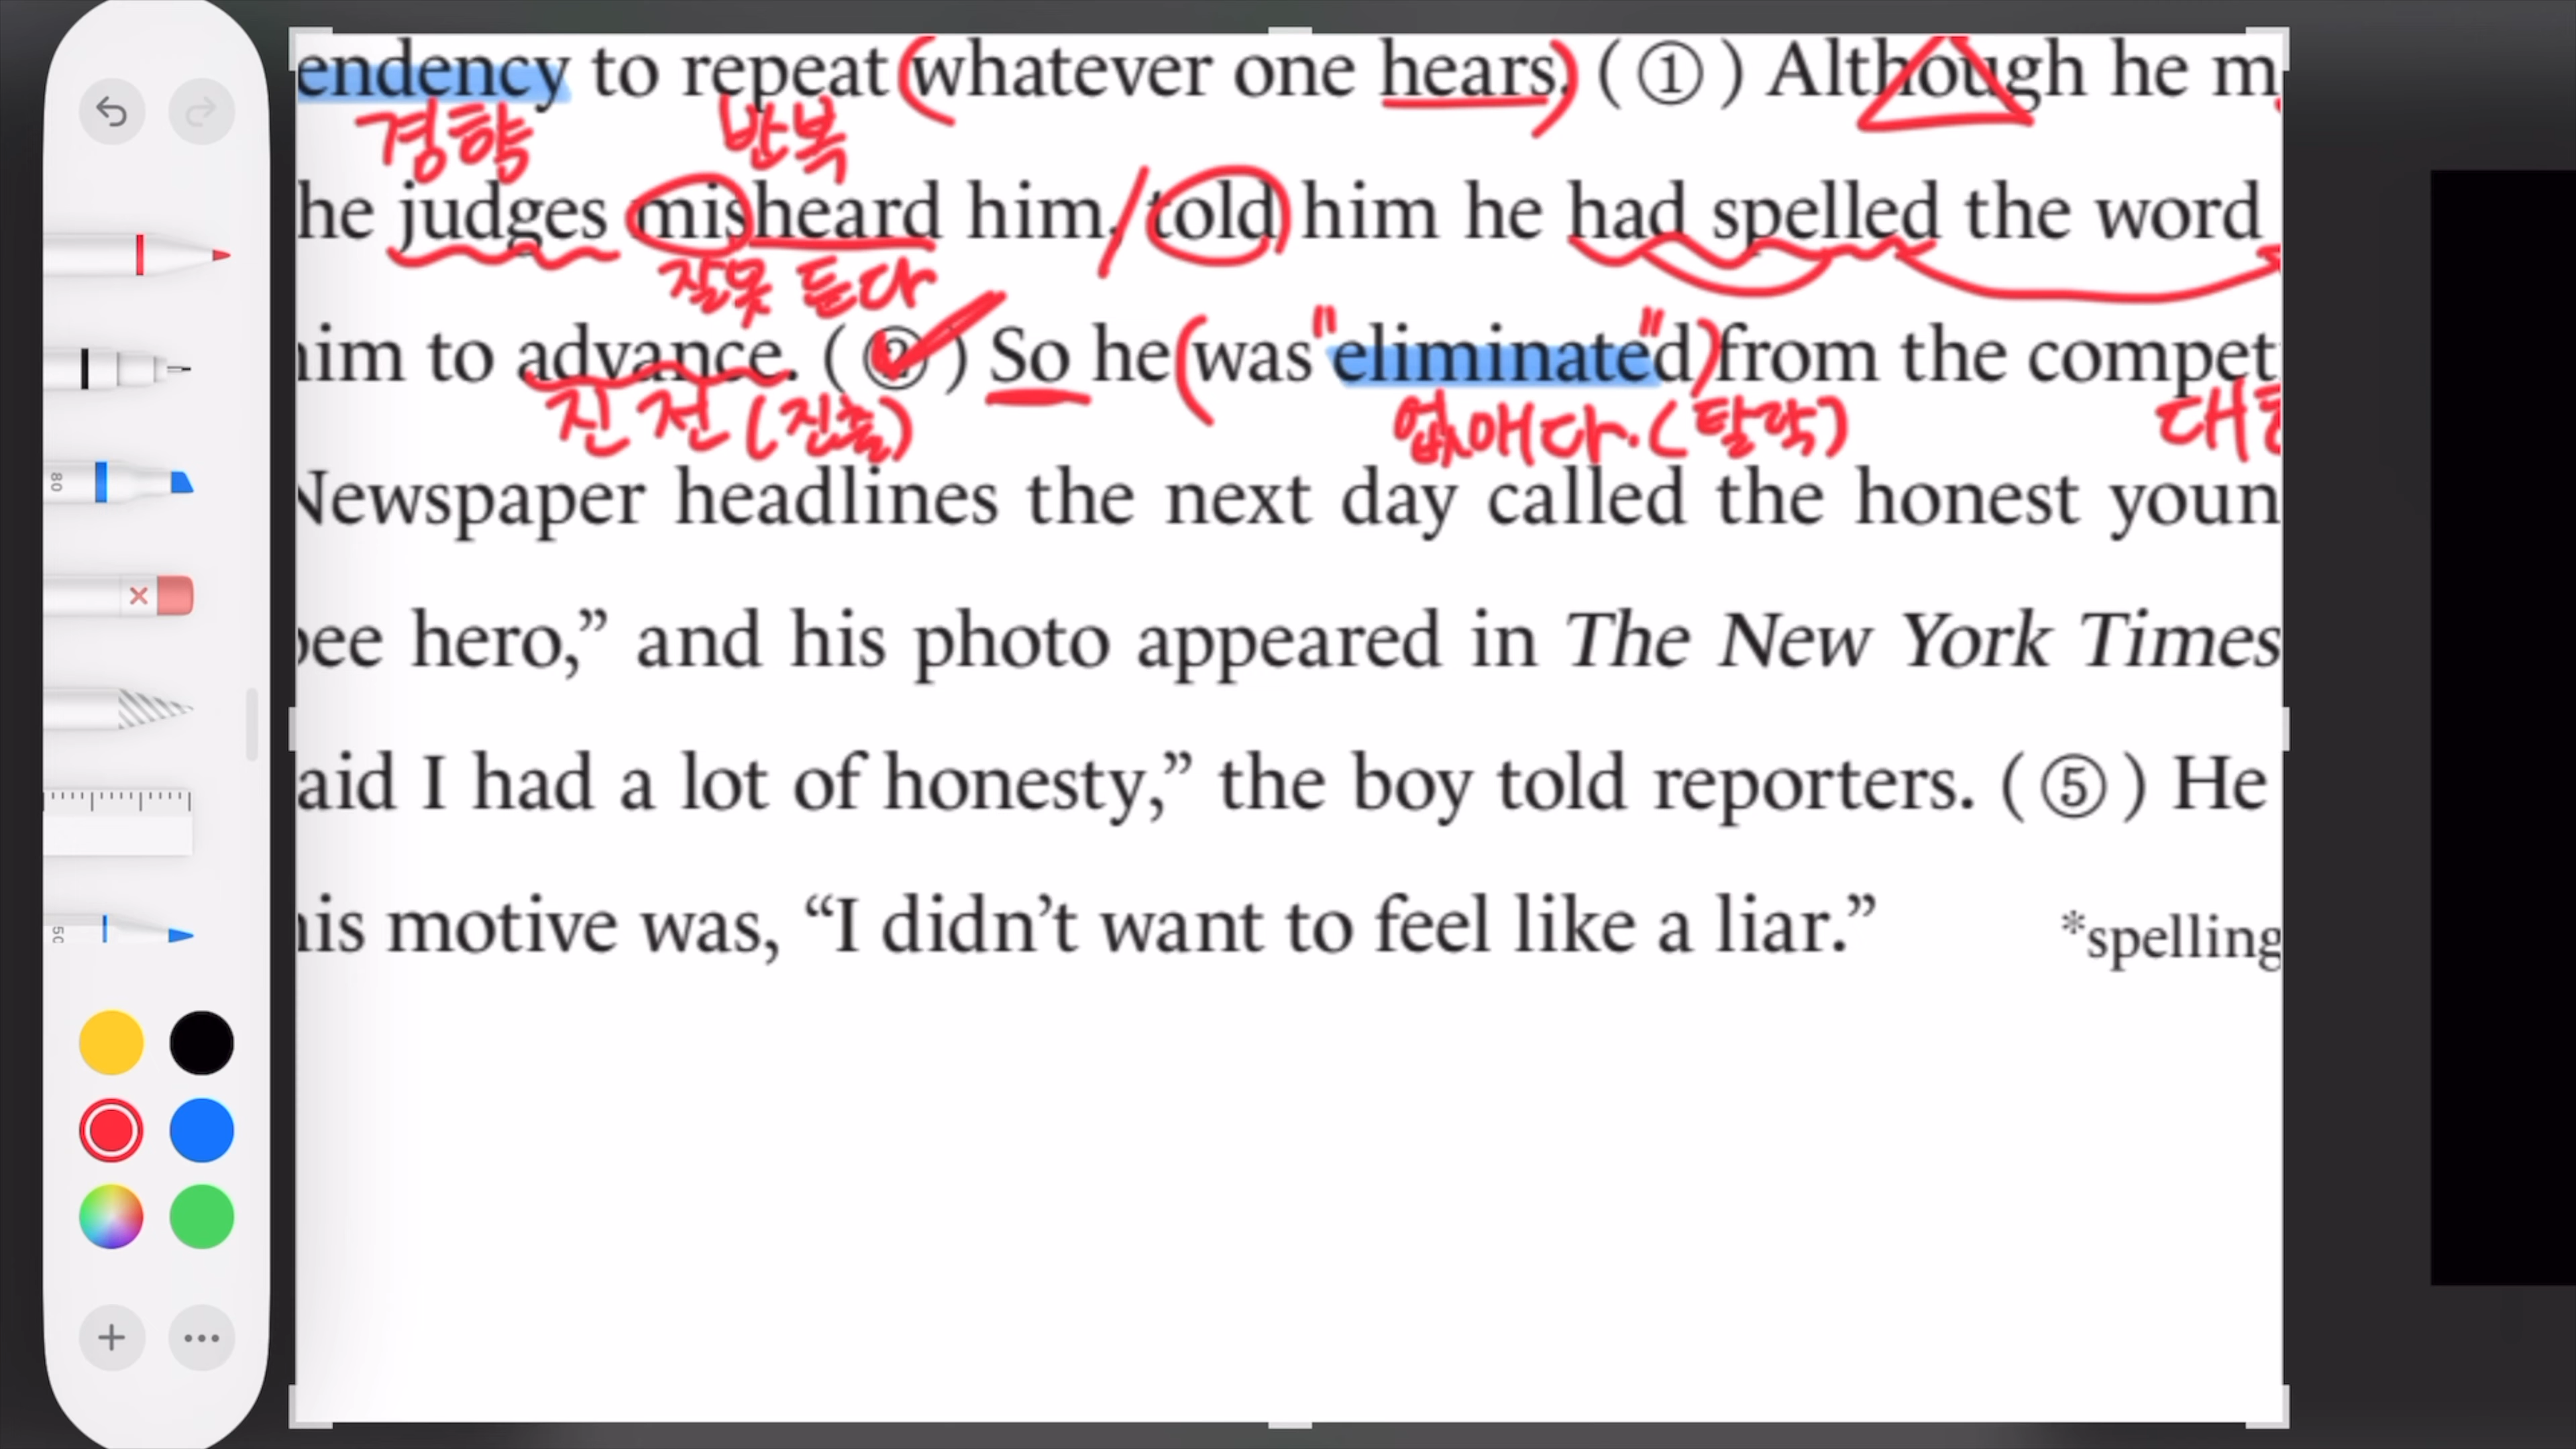 endency to repeat (whatever one hears.) ( ① ) Although he m
경향 반복
he judges misheard him, / told him he had spelled the word
잘못 듣다
him to advance. ( ② ) So he (was "eliminate"d) from the compet
진전 (진출) 없애다. (탈락) 대
Newspaper headlines the next day called the honest youn
bee hero,” and his photo appeared in The New York Times
aid I had a lot of honesty,” the boy told reporters. ( ⑤ ) He
his motive was, “I didn’t want to feel like a liar.” *spelling
80
50